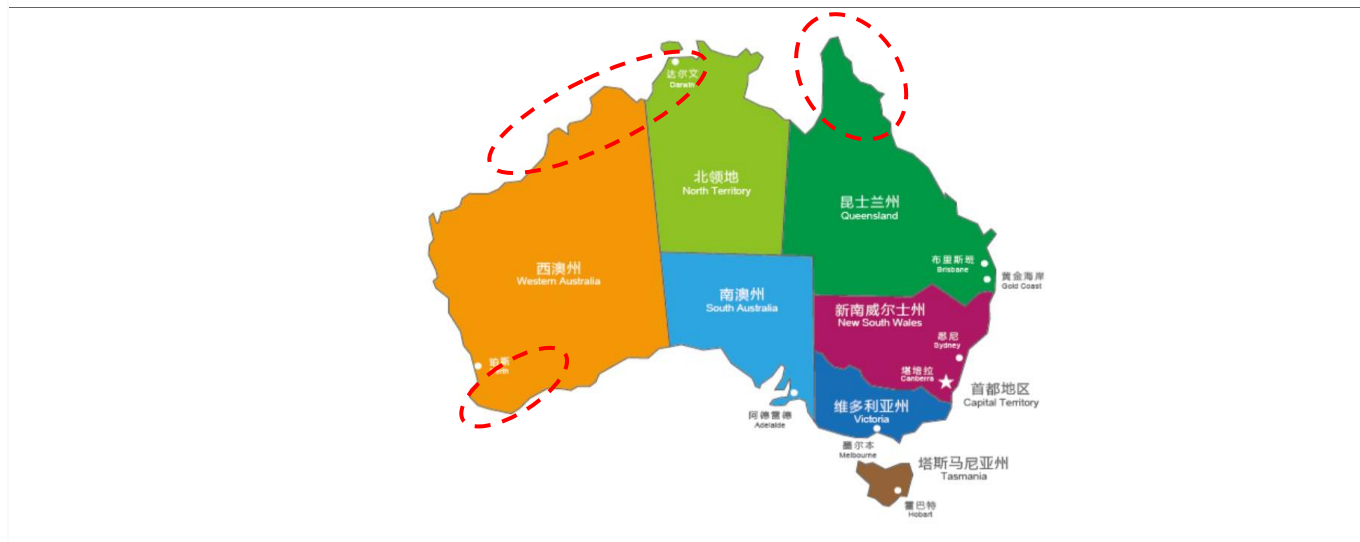 达尔文
Darwin
北领地
North Territory
昆士兰州
Queensland
布里斯班
Brisbane
黄金海岸
Gold Coast
西澳州
Western Australia
南澳州
South Australia
新南威尔士州
New South Wales
悉尼
Sydney
堪培拉
Canberra
首都地区
Capital Territory
阿德雷德
Adelaide
维多利亚州
Victoria
墨尔本
Melbourne
塔斯马尼亚州
Tasmania
霍巴特
Hobart